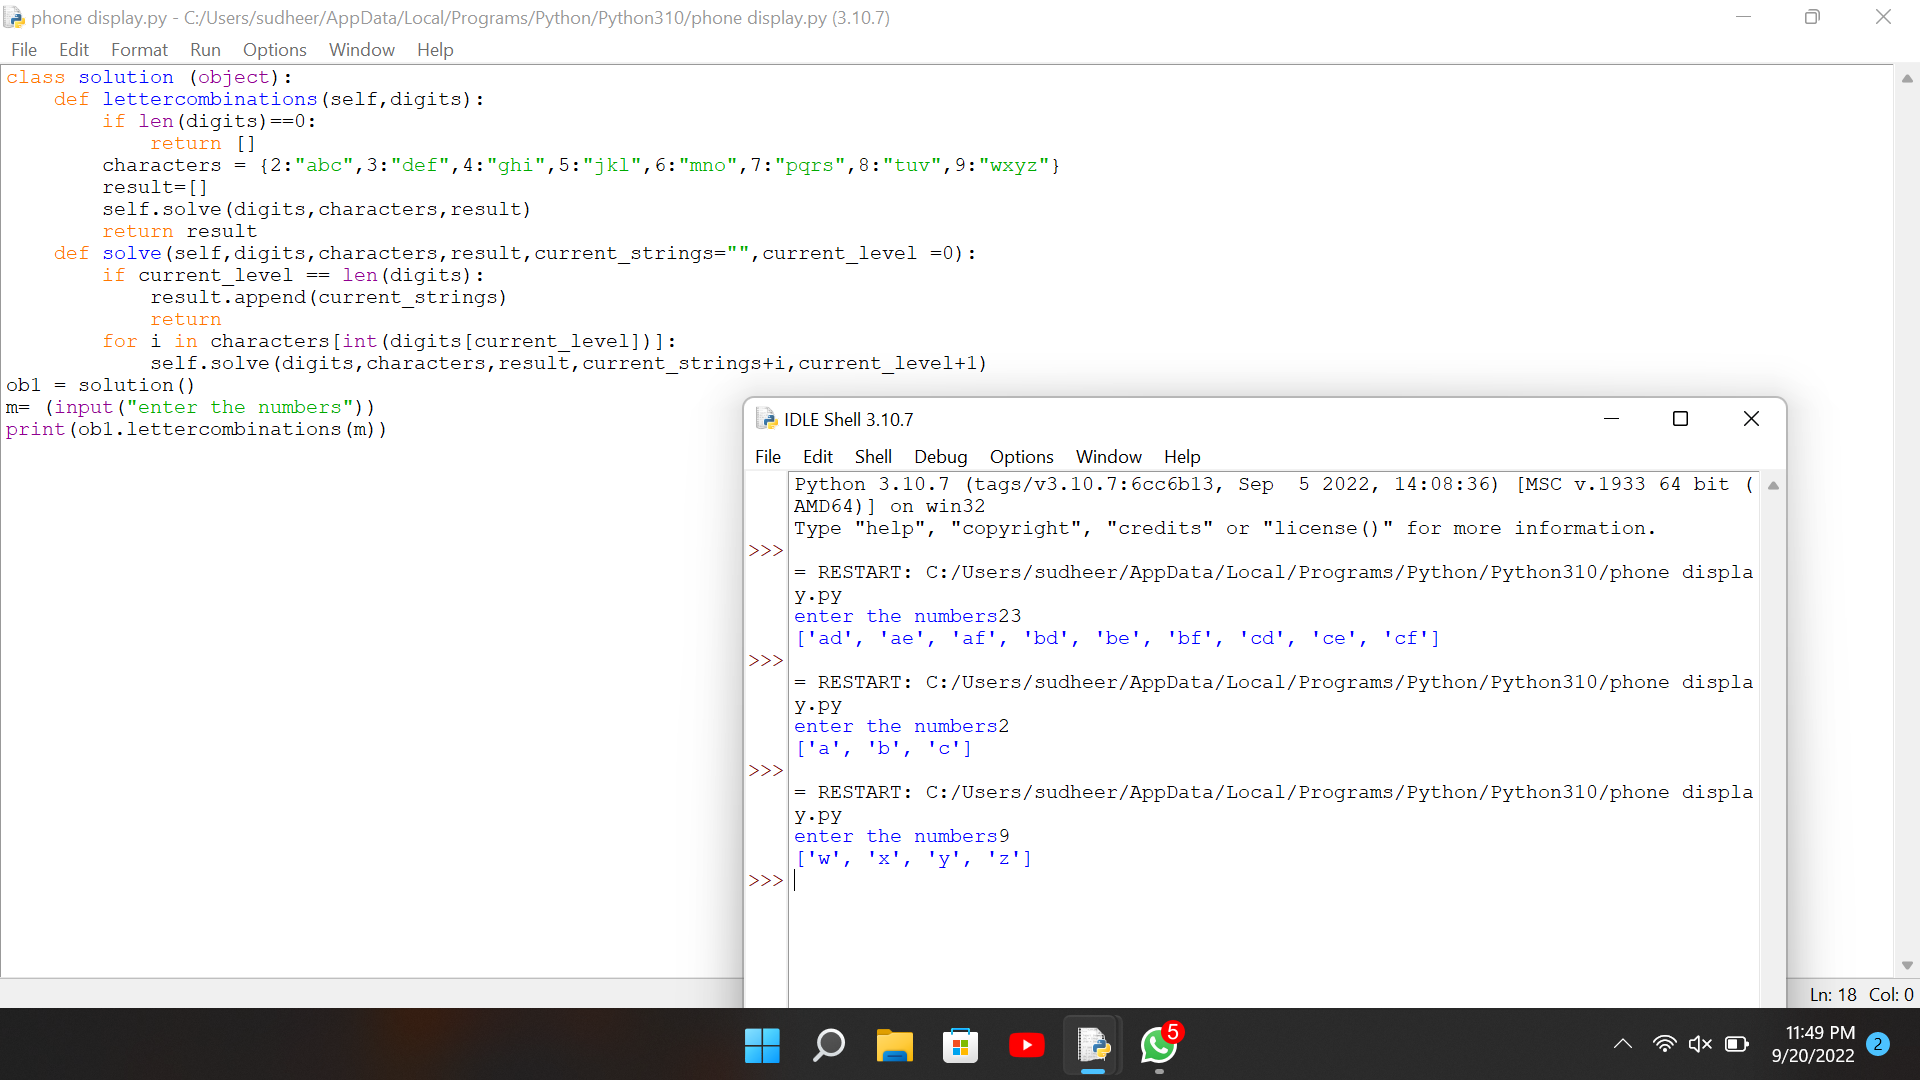 phone display.py - C:/Users/sudheer/AppData/Local/Programs/Python/Python310/phone display.py (3.10.7)
File Edit Format Run Options Window Help
class solution (object):
    def lettercombinations(self,digits):
        if len(digits)==0:
            return []
        characters = {2:"abc",3:"def",4:"ghi",5:"jkl",6:"mno",7:"pqrs",8:"tuv",9:"wxyz"}
        result=[]
        self.solve(digits,characters,result)
        return result
    def solve(self,digits,characters,result,current_strings="",current_level =0):
        if current_level == len(digits):
            result.append(current_strings)
            return
        for i in characters[int(digits[current_level])]:
            self.solve(digits,characters,result,current_strings+i,current_level+1)
ob1 = solution()
m= (input("enter the numbers"))
print(ob1.lettercombinations(m))
IDLE Shell 3.10.7
File Edit Shell Debug Options Window Help
Python 3.10.7 (tags/v3.10.7:6cc6b13, Sep  5 2022, 14:08:36) [MSC v.1933 64 bit (
AMD64)] on win32
Type "help", "copyright", "credits" or "license()" for more information.
>>>
= RESTART: C:/Users/sudheer/AppData/Local/Programs/Python/Python310/phone displa
y.py
enter the numbers23
['ad', 'ae', 'af', 'bd', 'be', 'bf', 'cd', 'ce', 'cf']
>>>
= RESTART: C:/Users/sudheer/AppData/Local/Programs/Python/Python310/phone displa
y.py
enter the numbers2
['a', 'b', 'c']
>>>
= RESTART: C:/Users/sudheer/AppData/Local/Programs/Python/Python310/phone displa
y.py
enter the numbers9
['w', 'x', 'y', 'z']
>>>
Ln: 18 Col: 0
5
11:49 PM
9/20/2022
2